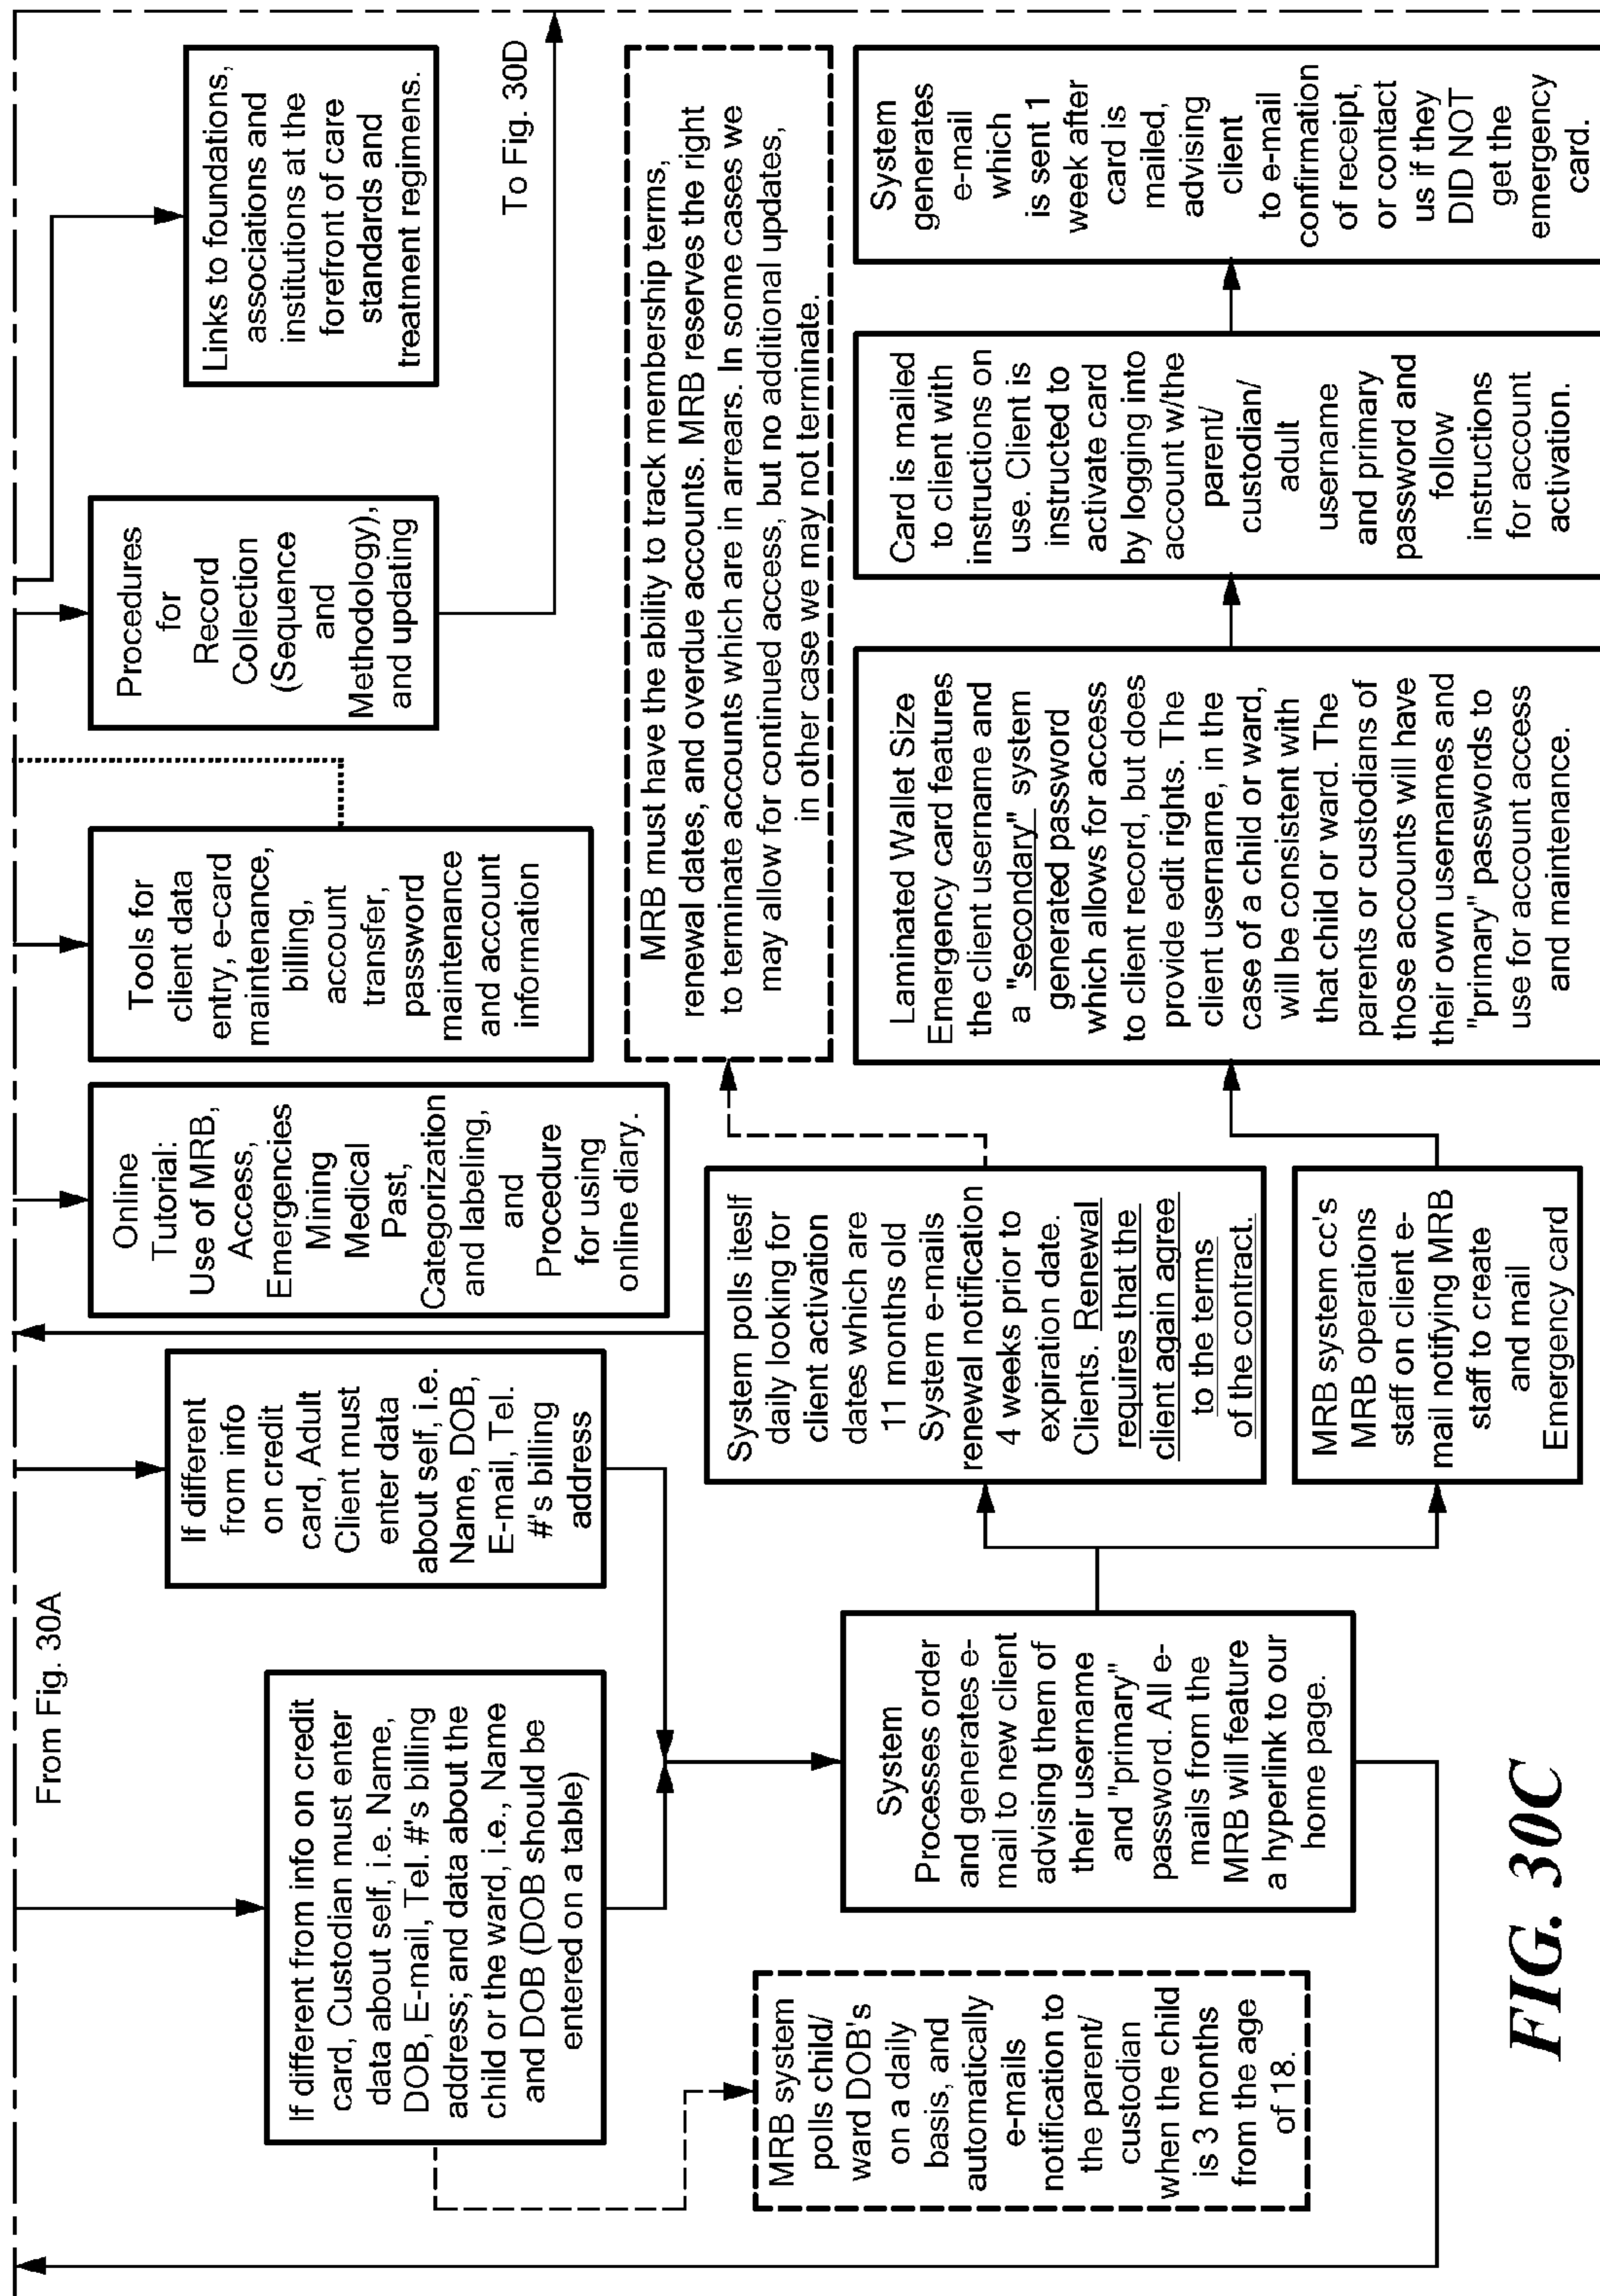 From Fig. 30A
If different from info on credit
card, Custodian must enter
data about self, i.e. Name,
DOB, E-mail, Tel. #'s billing
address; and data about the
child or the ward, i.e., Name
and DOB (DOB should be
entered on a table)
If different
from info
on credit
card, Adult
Client must
enter data
about self, i.e.
Name, DOB,
E-mail, Tel.
#'s billing
address
Online
Tutorial:
Use of MRB,
Access,
Emergencies
Mining
Medical
Past,
Categorization
and labeling,
and
Procedure
for using
online diary.
Tools for
client data
entry, e-card
maintenance,
billing,
account
transfer,
password
maintenance
and account
information
Procedures
for
Record
Collection
(Sequence
and
Methodology),
and updating
Links to foundations,
associations and
institutions at the
forefront of care
standards and
treatment regimens.
To Fig. 30D
MRB must have the ability to track membership terms,
renewal dates, and overdue accounts. MRB reserves the right
to terminate accounts which are in arrears. In some cases we
may allow for continued access, but no additional updates,
in other case we may not terminate.
MRB system
polls child/
ward DOB's
on a daily
basis, and
automatically
e-mails
notification to
the parent/
custodian
when the child
is 3 months
from the age
of 18.
System
Processes order
and generates e-
mail to new client
advising them of
their username
and "primary"
password. All e-
mails from the
MRB will feature
a hyperlink to our
home page.
System polls iteslf
daily looking for
client activation
dates which are
11 months old
System e-mails
renewal notification
4 weeks prior to
expiration date.
Clients. Renewal
requires that the
client again agree
to the terms
of the contract.
MRB system cc's
MRB operations
staff on client e-
mail notifying MRB
staff to create
and mail
Emergency card
Laminated Wallet Size
Emergency card features
the client username and
a "secondary" system
generated password
which allows for access
to client record, but does
provide edit rights. The
client username, in the
case of a child or ward,
will be consistent with
that child or ward. The
parents or custodians of
those accounts will have
their own usernames and
"primary" passwords to
use for account access
and maintenance.
Card is mailed
to client with
instructions on
use. Client is
instructed to
activate card
by logging into
account w/the
parent/
custodian/
adult
username
and primary
password and
follow
instructions
for account
activation.
System
generates
e-mail
which
is sent 1
week after
card is
mailed,
advising
client
to e-mail
confirmation
of receipt,
or contact
us if they
DID NOT
get the
emergency
card.
FIG. 30C